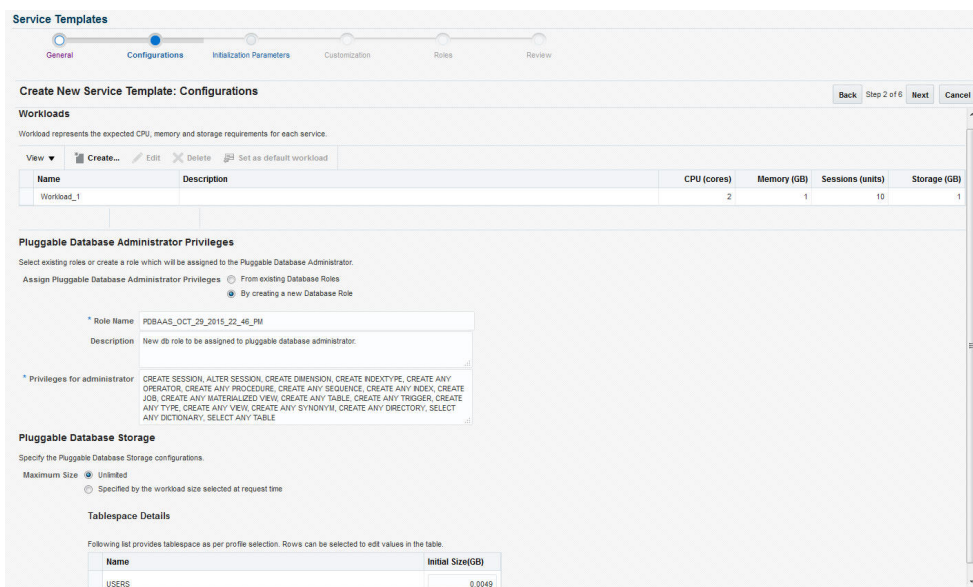 Service Templates
General Configurations Initialization Parameters Customization Roles Review
Create New Service Template: Configurations
Back Step 2 of 6 Next Cancel
Workloads
Workload represents the expected CPU, memory and storage requirements for each service.
View Create... Edit Delete Set as default workload
Name Description CPU (cores) Memory (GB) Sessions (units) Storage (GB)
Workload_1 2 1 10 1
Pluggable Database Administrator Privileges
Select existing roles or create a role which will be assigned to the Pluggable Database Administrator.
Assign Pluggable Database Administrator Privileges From existing Database Roles
By creating a new Database Role
* Role Name PDBAAS_OCT_29_2015_22_46_PM
Description New db role to be assigned to pluggable database administrator.
* Privileges for administrator CREATE SESSION, ALTER SESSION, CREATE DIMENSION, CREATE INDEXTYPE, CREATE ANY
OPERATOR, CREATE ANY PROCEDURE, CREATE ANY SEQUENCE, CREATE ANY INDEX, CREATE
JOB, CREATE ANY MATERIALIZED VIEW, CREATE ANY TABLE, CREATE ANY TRIGGER, CREATE
ANY TYPE, CREATE ANY VIEW, CREATE ANY SYNONYM, CREATE ANY DIRECTORY, SELECT
ANY DICTIONARY, SELECT ANY TABLE
Pluggable Database Storage
Specify the Pluggable Database Storage configurations.
Maximum Size Unlimited
Specified by the workload size selected at request time
Tablespace Details
Following list provides tablespace as per profile selection. Rows can be selected to edit values in the table.
Name Initial Size(GB)
USERS 0.0049